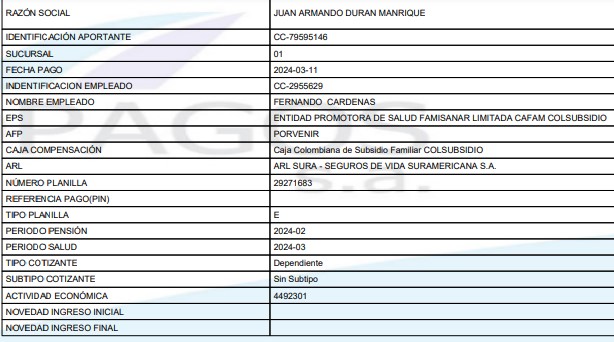 RAZÓN SOCIAL JUAN ARMANDO DURAN MANRIQUE
IDENTIFICACIÓN APORTANTE CC-79595146
SUCURSAL 01
FECHA PAGO 2024-03-11
INDENTIFICACION EMPLEADO CC-2955629
NOMBRE EMPLEADO FERNANDO CARDENAS
EPS ENTIDAD PROMOTORA DE SALUD FAMISANAR LIMITADA CAFAM COLSUBSIDIO
AFP PORVENIR
CAJA COMPENSACIÓN Caja Colombiana de Subsidio Familiar COLSUBSIDIO
ARL ARL SURA - SEGUROS DE VIDA SURAMERICANA S.A.
NÚMERO PLANILLA 29271683
REFERENCIA PAGO(PIN)
TIPO PLANILLA E
PERIODO PENSIÓN 2024-02
PERIODO SALUD 2024-03
TIPO COTIZANTE Dependiente
SUBTIPO COTIZANTE Sin Subtipo
ACTIVIDAD ECONÓMICA 4492301
NOVEDAD INGRESO INICIAL
NOVEDAD INGRESO FINAL
PAGOS
s.a.